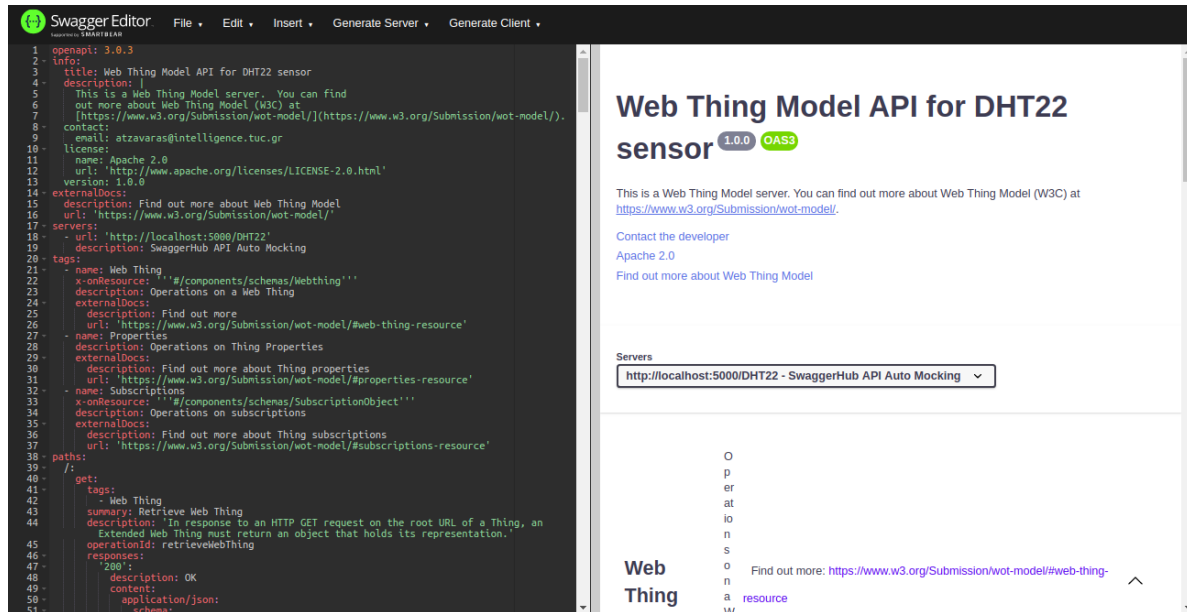 Swagger Editor
Supported by SMARTBEAR
File
Edit
Insert
Generate Server
Generate Client
1 openapi: 3.0.3
2 info:
3 title: Web Thing Model API for DHT22 sensor
4 description: |
5 This is a Web Thing Model server.  You can find
6 out more about Web Thing Model (W3C) at
7 [https://www.w3.org/Submission/wot-model/](https://www.w3.org/Submission/wot-model/).
8 contact:
9 email: atzavaras@intelligence.tuc.gr
10 license:
11 name: Apache 2.0
12 url: 'http://www.apache.org/licenses/LICENSE-2.0.html'
13 version: 1.0.0
14 externalDocs:
15 description: Find out more about Web Thing Model
16 url: 'https://www.w3.org/Submission/wot-model/'
17 servers:
18 - url: 'http://localhost:5000/DHT22'
19 description: SwaggerHub API Auto Mocking
20 tags:
21 - name: Web Thing
22 x-onResource: '''#/components/schemas/Webthing'''
23 description: Operations on a Web Thing
24 externalDocs:
25 description: Find out more
26 url: 'https://www.w3.org/Submission/wot-model/#web-thing-resource'
27 - name: Properties
28 description: Operations on Thing Properties
29 externalDocs:
30 description: Find out more about Thing properties
31 url: 'https://www.w3.org/Submission/wot-model/#properties-resource'
32 - name: Subscriptions
33 x-onResource: '''#/components/schemas/SubscriptionObject'''
34 description: Operations on subscriptions
35 externalDocs:
36 description: Find out more about Thing subscriptions
37 url: 'https://www.w3.org/Submission/wot-model/#subscriptions-resource'
38 paths:
39 /:
40 get:
41 tags:
42 - Web Thing
43 summary: Retrieve Web Thing
44 description: 'In response to an HTTP GET request on the root URL of a Thing, an
Extended Web Thing must return an object that holds its representation.'
45 operationId: retrieveWebThing
46 responses:
47 '200':
48 description: OK
49 content:
50 application/json:
51 schema:
Web Thing Model API for DHT22
sensor 1.0.0 OAS3
This is a Web Thing Model server. You can find out more about Web Thing Model (W3C) at
https://www.w3.org/Submission/wot-model/.
Contact the developer
Apache 2.0
Find out more about Web Thing Model
Servers
http://localhost:5000/DHT22 - SwaggerHub API Auto Mocking
Web
Thing
O
p
er
at
io
n
s
o
n
a
W
Find out more: https://www.w3.org/Submission/wot-model/#web-thing-
resource